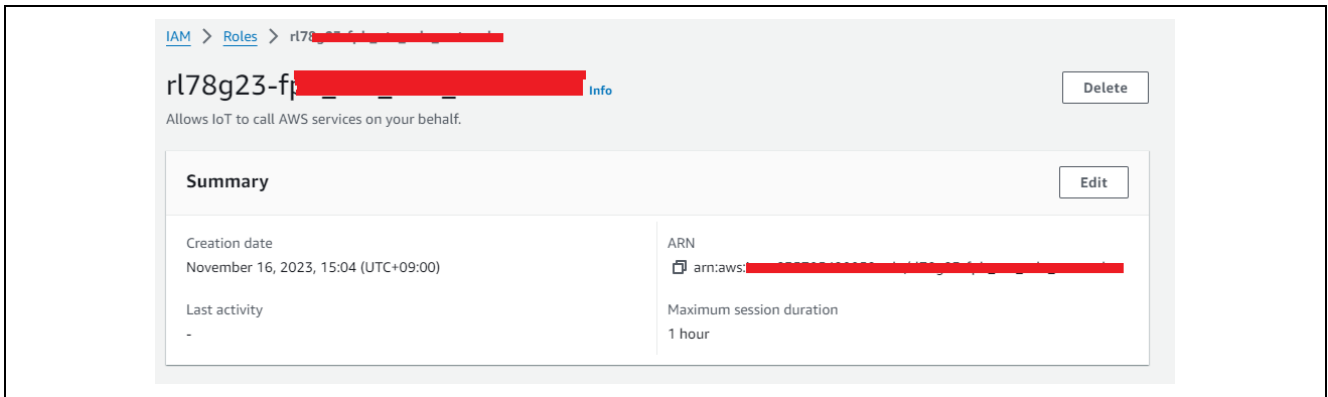 IAM > Roles > rl78
rl78g23-f
Info
Delete
Allows IoT to call AWS services on your behalf.
Summary
Edit
Creation date
ARN
November 16, 2023, 15:04 (UTC+09:00)
arn:aws:
Last activity
Maximum session duration
-
1 hour